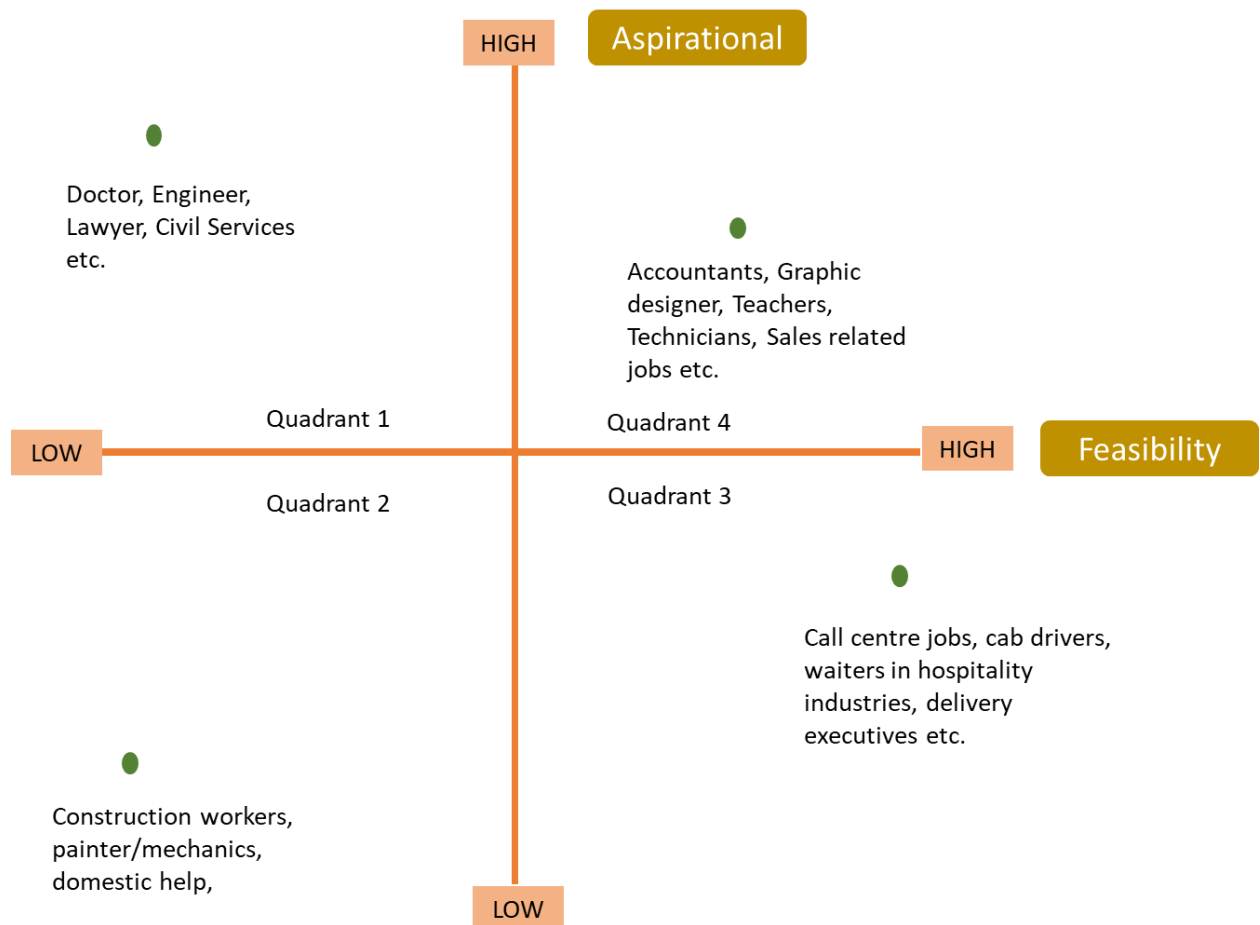 HIGH
Aspirational
Doctor, Engineer,
Lawyer, Civil Services
etc.
Accountants, Graphic
designer, Teachers,
Technicians, Sales related
jobs etc.
Quadrant 1
Quadrant 4
LOW
HIGH
Feasibility
Quadrant 2
Quadrant 3
Call centre jobs, cab drivers,
waiters in hospitality
industries, delivery
executives etc.
Construction workers,
painter/mechanics,
domestic help,
LOW